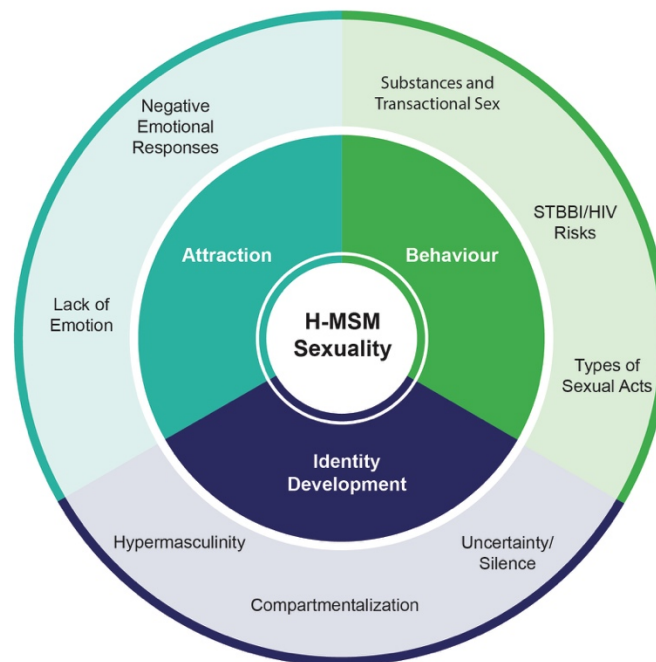 Negative
Emotional
Responses
Substances and
Transactional Sex
STBBI/HIV
Risks
Attraction
Behaviour
Lack of
Emotion
H-MSM
Sexuality
Types of
Sexual Acts
Identity
Development
Hypermasculinity
Uncertainty/
Silence
Compartmentalization